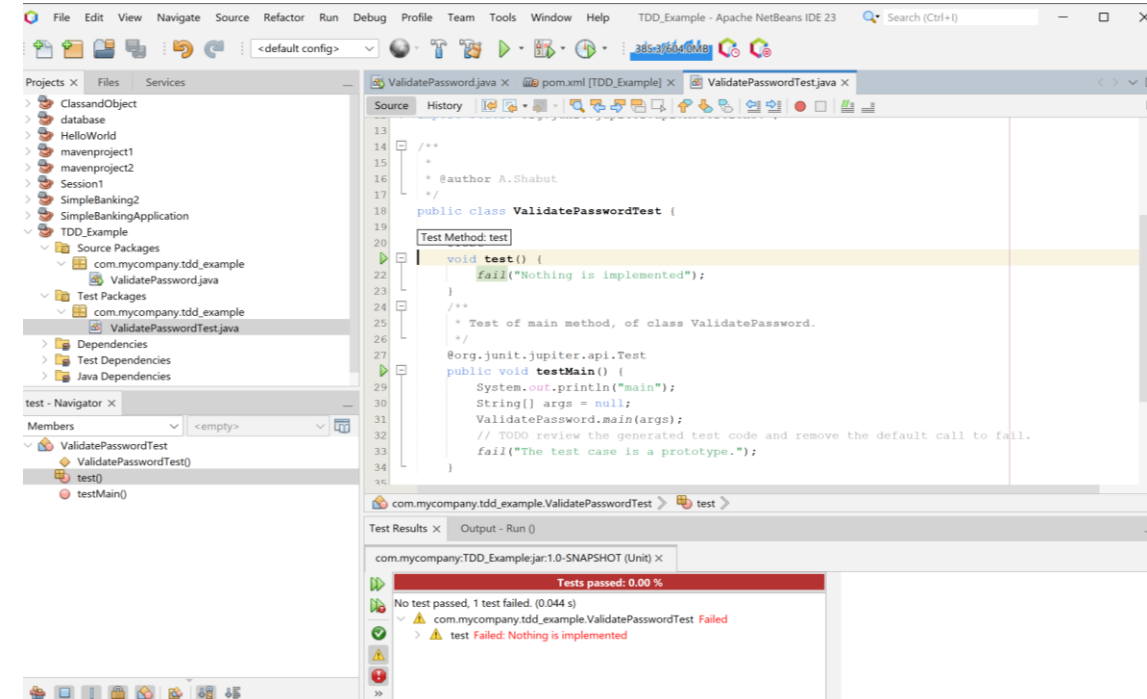 File Edit View Navigate Source Refactor Run Debug Profile Team Tools Window Help TDD_Example - Apache NetBeans IDE 23 Search (Ctrl+I)
<default config>
Projects Files Services
ClassandObject
database
HelloWorld
mavenproject1
mavenproject2
Session1
SimpleBanking2
SimpleBankingApplication
TDD_Example
Source Packages
com.mycompany.tdd_example
ValidatePassword.java
Test Packages
com.mycompany.tdd_example
ValidatePasswordTest.java
Dependencies
Test Dependencies
Java Dependencies
test - Navigator
Members <empty>
ValidatePasswordTest
ValidatePasswordTest()
test()
testMain()
ValidatePassword.java pom.xml [TDD_Example] ValidatePasswordTest.java
Source History
13
14 /**
15 *
16 * @author A.Shabut
17 */
18 public class ValidatePasswordTest {
19
Test Method: test
20
void test() {
22 fail("Nothing is implemented");
23 }
24 /**
25 * Test of main method, of class ValidatePassword.
26 */
27 @org.junit.jupiter.api.Test
public void testMain() {
29 System.out.println("main");
30 String[] args = null;
31 ValidatePassword.main(args);
32 // TODO review the generated test code and remove the default call to fail.
33 fail("The test case is a prototype.");
34 }
35
com.mycompany.tdd_example.ValidatePasswordTest test
Test Results Output - Run ()
com.mycompany:TDD_Example:jar:1.0-SNAPSHOT (Unit)
Tests passed: 0.00 %
No test passed, 1 test failed. (0.044 s)
com.mycompany.tdd_example.ValidatePasswordTest Failed
test Failed: Nothing is implemented